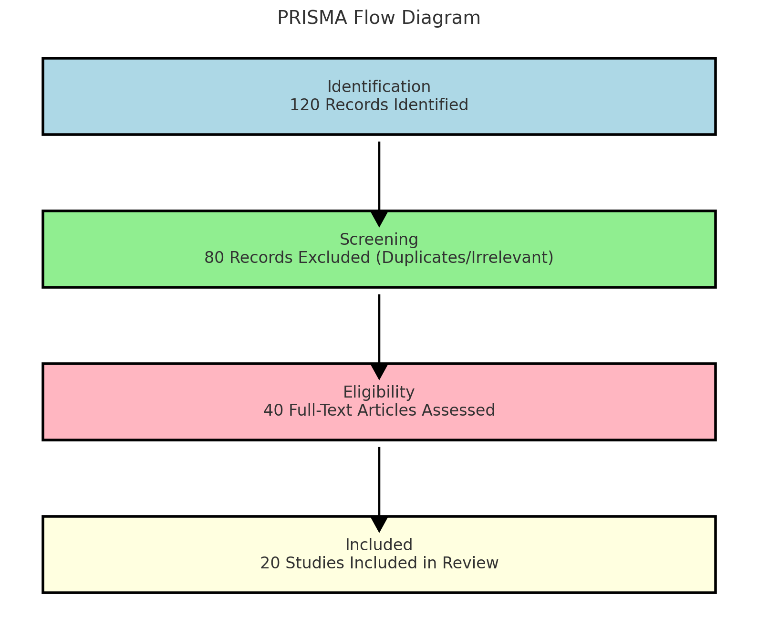 PRISMA Flow Diagram
Identification
120 Records Identified
Screening
80 Records Excluded (Duplicates/Irrelevant)
Eligibility
40 Full-Text Articles Assessed
Included
20 Studies Included in Review